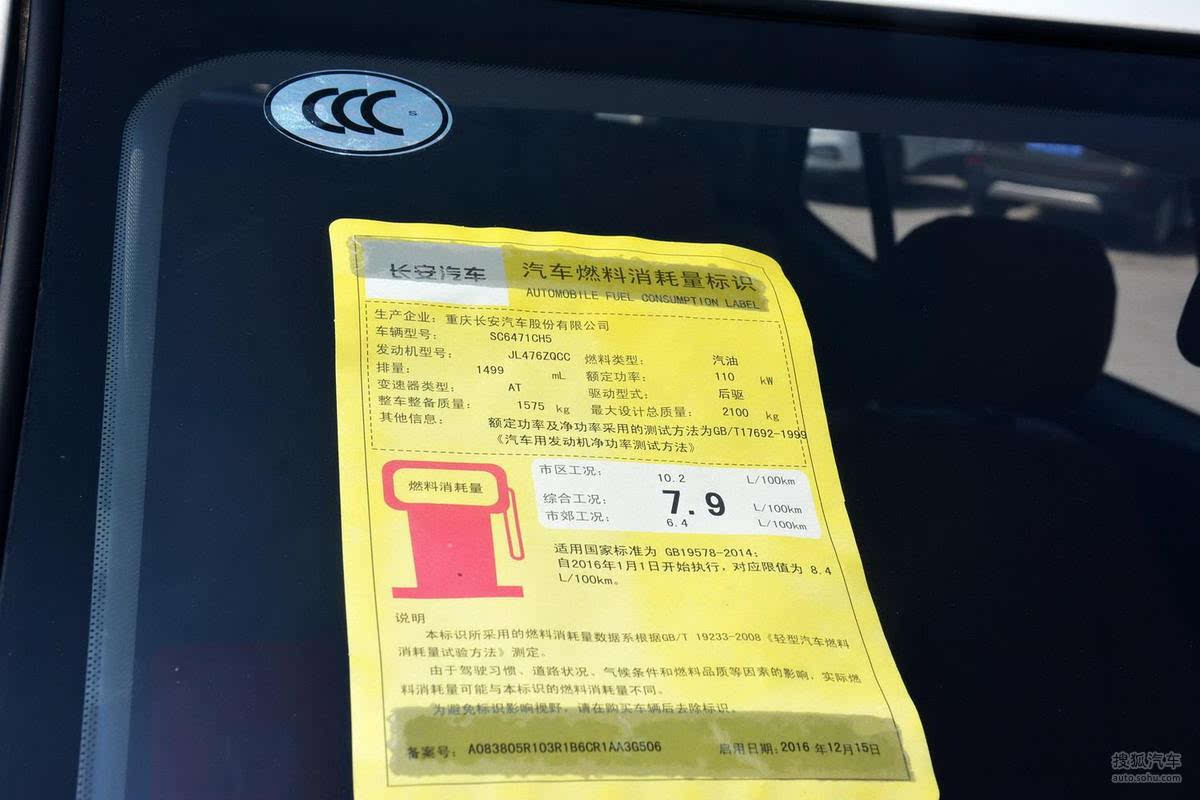 CCC S
长安汽车 汽车燃料消耗量标识
AUTOMOBILE FUEL CONSUMPTION LABEL
生产企业：重庆长安汽车股份有限公司
车辆型号： SC6471CH5
发动机型号： JL476ZQCC 燃料类型： 汽油
排量： 1499 mL 额定功率： 110 kW
变速器类型： AT 驱动型式： 后驱
整车整备质量： 1575 kg 最大设计总质量： 2100 kg
其他信息： 额定功率及净功率采用的测试方法为GB/T17692-1999
《汽车用发动机净功率测试方法》
燃料消耗量
市区工况： 10.2 L/100km
综合工况： 7.9 L/100km
市郊工况： 6.4 L/100km
适用国家标准为 GB19578-2014；
自2016年1月1日开始执行，对应限值为 8.4
L/100km。
说明
本标识所采用的燃料消耗量数据系根据GB/T 19233-2008《轻型汽车燃料
消耗量试验方法》测定。
由于驾驶习惯、道路状况、气候条件和燃料品质等因素的影响，实际燃
料消耗量可能与本标识的燃料消耗量不同。
为避免标识影响视野，请在购买车辆后去除标识。
备案号： A083805R103R1B6CR1AA3G506 启用日期：2016 年12月15日
搜狐汽车
auto.sohu.com